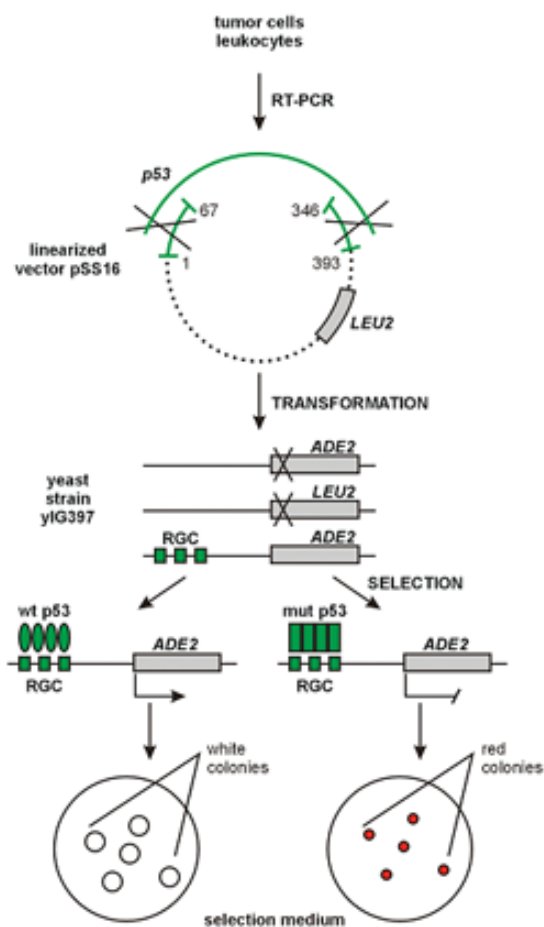 tumor cells
leukocytes
RT-PCR
p53
67
346
linearized
vector pSS16
1
393
LEU2
TRANSFORMATION
ADE2
yeast
strain
yIG397
LEU2
RGC
ADE2
SELECTION
wt p53
mut p53
ADE2
ADE2
RGC
RGC
white
colonies
red
colonies
selection medium